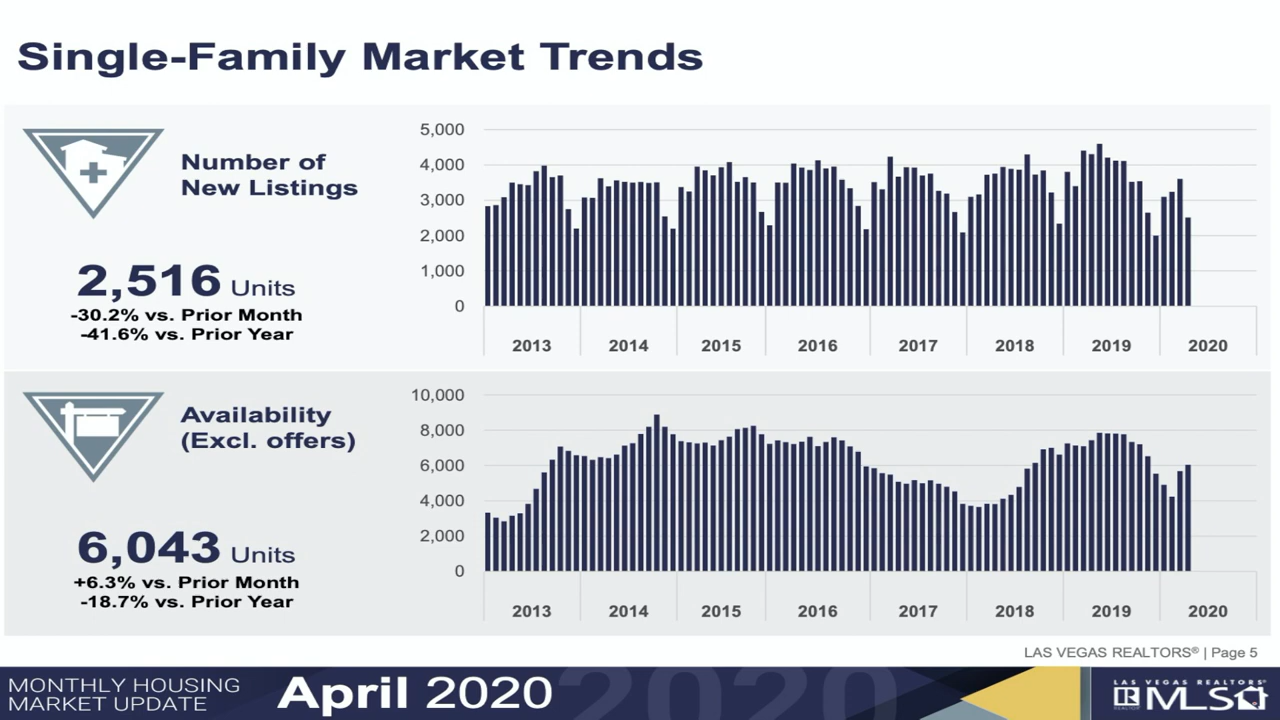 Single-Family Market Trends
Number of
New Listings
2,516 Units
-30.2% vs. Prior Month
-41.6% vs. Prior Year
5,000
4,000
3,000
2,000
1,000
0
2013 2014 2015 2016 2017 2018 2019 2020
Availability
(Excl. offers)
6,043 Units
+6.3% vs. Prior Month
-18.7% vs. Prior Year
10,000
8,000
6,000
4,000
2,000
0
2013 2014 2015 2016 2017 2018 2019 2020
LAS VEGAS REALTORS® | Page 5
MONTHLY HOUSING
MARKET UPDATE
April 2020
2020
LAS VEGAS REALTORS®
MLS